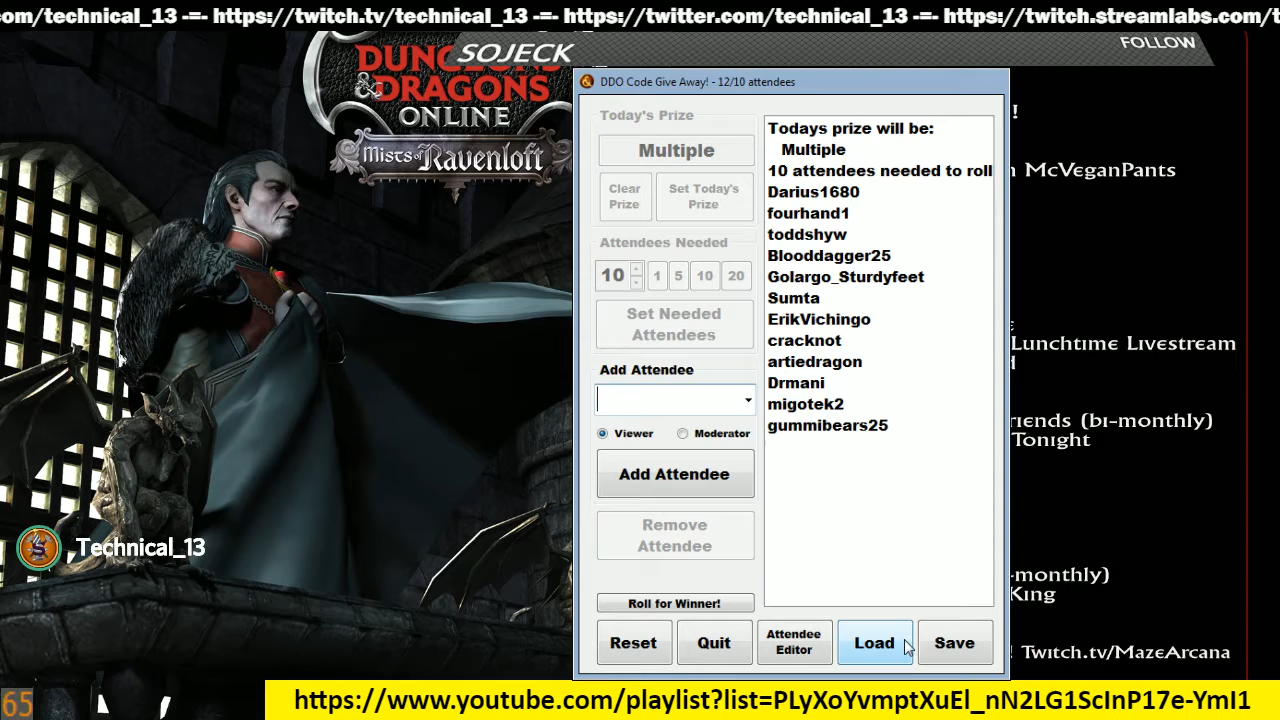 com/technical_13 -=- https://twitch.tv/technical_13 -=- https://twitter.com/technical_13 -=- https://twitch.streamlabs.com/t
SOJECK
FOLLOW
DUNGEONS
& DRAGONS
ONLINE
Mists of Ravenloft
DDO Code Give Away! - 12/10 attendees
Today's Prize
Multiple
Clear
Prize
Set Today's
Prize
Attendees Needed
10 1 5 10 20
Set Needed
Attendees
Add Attendee
Viewer Moderator
Add Attendee
Remove
Attendee
Roll for Winner!
Todays prize will be:
Multiple
10 attendees needed to roll
Darius1680
fourhand1
toddshyw
Blooddagger25
Golargo_Sturdyfeet
Sumta
ErikVichingo
cracknot
artiedragon
Drmani
migotek2
gummibears25
Reset Quit Attendee
Editor Load Save
!
McVeganPants
Lunchtime Livestream
riends (bi-monthly)
Tonight
-monthly)
King
! Twitch.tv/MazeArcana
Technical_13
65
https://www.youtube.com/playlist?list=PLyXoYvmptXuEl_nN2LG1ScInP17e-YmI1